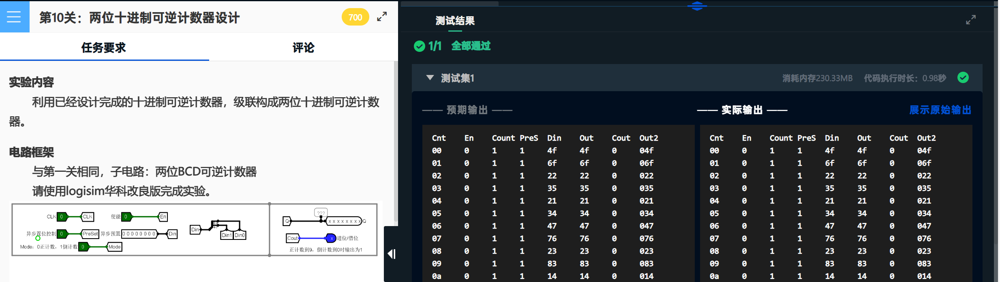 第10关：两位十进制可逆计数器设计
700
任务要求
评论
实验内容
利用已经设计完成的十进制可逆计数器，级联构成两位十进制可逆计数
器。
电路框架
与第一关相同，子电路：两位BCD可逆计数器
请使用logisim华科改良版完成实验。
CLK 0 CLK
使能 0 En
异步置位控制 0 PreSet
异步预置 0 0 0 0 0 0 0 0 Din
Mode：0正计数，1倒计数 0 Mode
Din
Din1 Din0
???
Q x x x x x x x x Q
Cout x 进位/借位
正计数到9，倒计数到0时输出为1
测试结果
1/1 全部通过
测试集1
消耗内存230.33MB 代码执行时长：0.98秒
—— 预期输出 ——
Cnt En Count PreS Din Out Cout Out2
00 0 1 1 4f 4f 0 04f
01 0 1 1 6f 6f 0 06f
02 0 1 1 22 22 0 022
03 0 1 1 35 35 0 035
04 0 1 1 21 21 0 021
05 0 1 1 34 34 0 034
06 0 1 1 47 47 0 047
07 0 1 1 76 76 0 076
08 0 1 1 23 23 0 023
09 0 1 1 83 83 0 083
0a 0 1 1 14 14 0 014
—— 实际输出 ——
展示原始输出
Cnt En Count PreS Din Out Cout Out2
00 0 1 1 4f 4f 0 04f
01 0 1 1 6f 6f 0 06f
02 0 1 1 22 22 0 022
03 0 1 1 35 35 0 035
04 0 1 1 21 21 0 021
05 0 1 1 34 34 0 034
06 0 1 1 47 47 0 047
07 0 1 1 76 76 0 076
08 0 1 1 23 23 0 023
09 0 1 1 83 83 0 083
0a 0 1 1 14 14 0 014